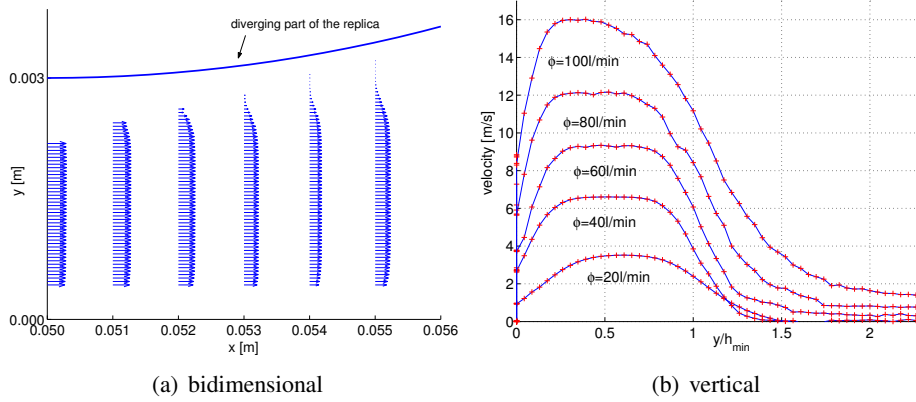 diverging part of the replica
0.003
y [m]
0.000
0.050 0.051 0.052 0.053 0.054 0.055 0.056
x [m]
(a) bidimensional
16
14
12
10
8
6
4
2
0
velocity [m/s]
ϕ=100l/min
ϕ=80l/min
ϕ=60l/min
ϕ=40l/min
ϕ=20l/min
0 0.5 1 1.5 2
y/h_min
(b) vertical